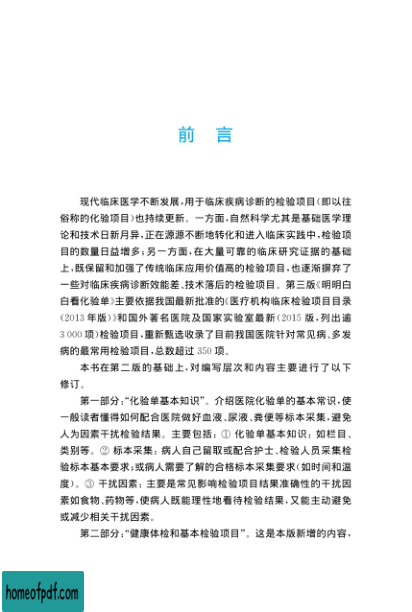 前　言
现代临床医学不断发展,用于临床疾病诊断的检验项目(即以往
俗称的化验项目)也持续更新。一方面,自然科学尤其是基础医学理
论和技术日新月异,正在源源不断地转化和进入临床实践中,检验项
目的数量日益增多;另一方面,在大量可靠的临床研究证据的基础
上,既保留和加强了传统临床应用价值高的检验项目,也逐渐摒弃了
一些对临床疾病诊断效能差、技术落后的检验项目。第三版《明明白
白看化验单》主要依据我国最新批准的《医疗机构临床检验项目目录
(2013年版)》和国外著名医院及国家实验室最新(2015版,列出逾
3 000项)检验项目,重新甄选收录了目前我国医院针对常见病、多发
病的最常用检验项目,总数超过350项。
本书在第二版的基础上,对编写层次和内容主要进行了以下
修订。
第一部分:“化验单基本知识”。介绍医院化验单的基本常识,使
一般读者懂得如何配合医院做好血液、尿液、粪便等标本采集,避免
人为因素干扰检验结果。主要包括:① 化验单基本知识:如栏目、
类别等。② 标本采集:病人自己留取或配合护士、检验人员采集检
验标本基本要求;或病人需要了解的合格标本采集要求(如时间和温
度)。③ 干扰因素:主要是常见影响检验项目结果准确性的干扰因
素如食物、药物等,使病人既能理性地看待检验结果,又能主动避免
或减少相关干扰因素。
第二部分:“健康体检和基本检验项目”。这是本版新增的内容,
homeofpdf.com